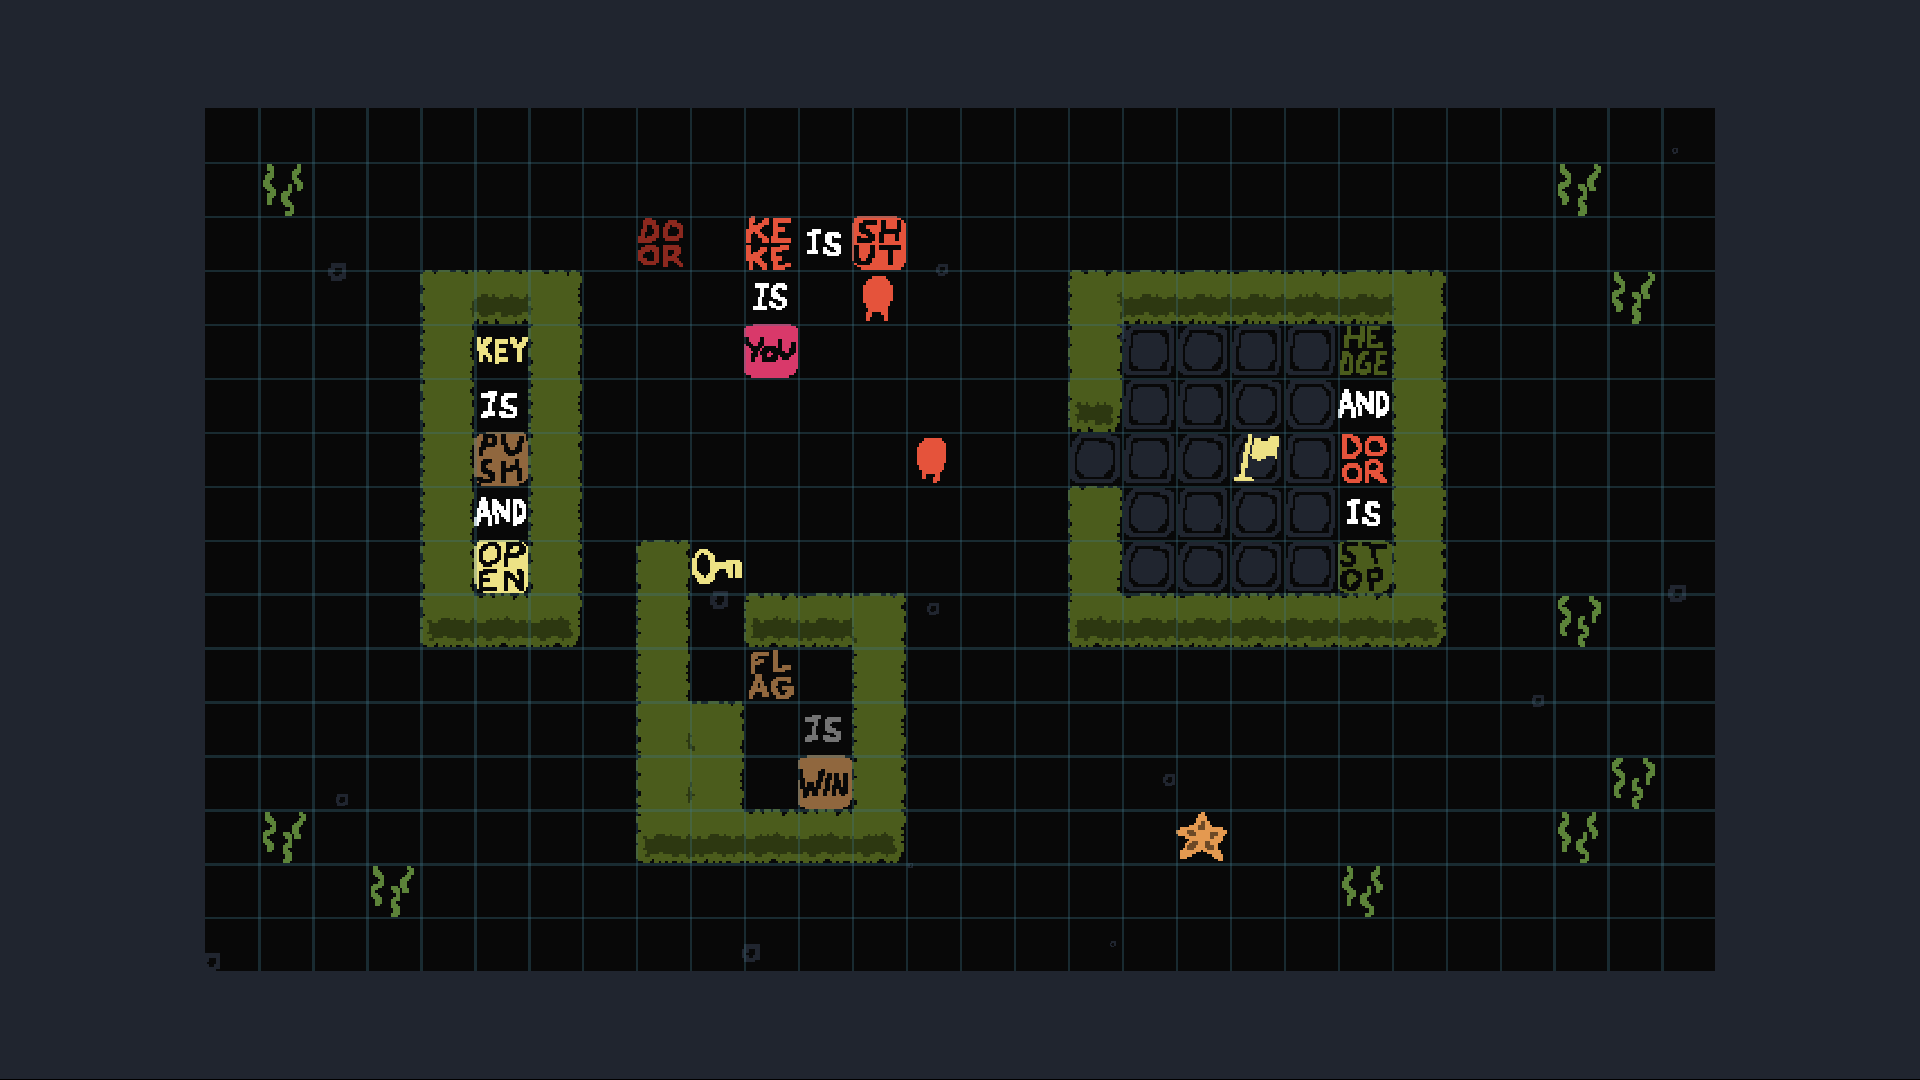 DOOR KEKE IS SHUT
IS
YOU
KEY
IS
PUSH
AND
OPEN
HEDGE
AND
DOOR
IS
STOP
FLAG
IS
WIN